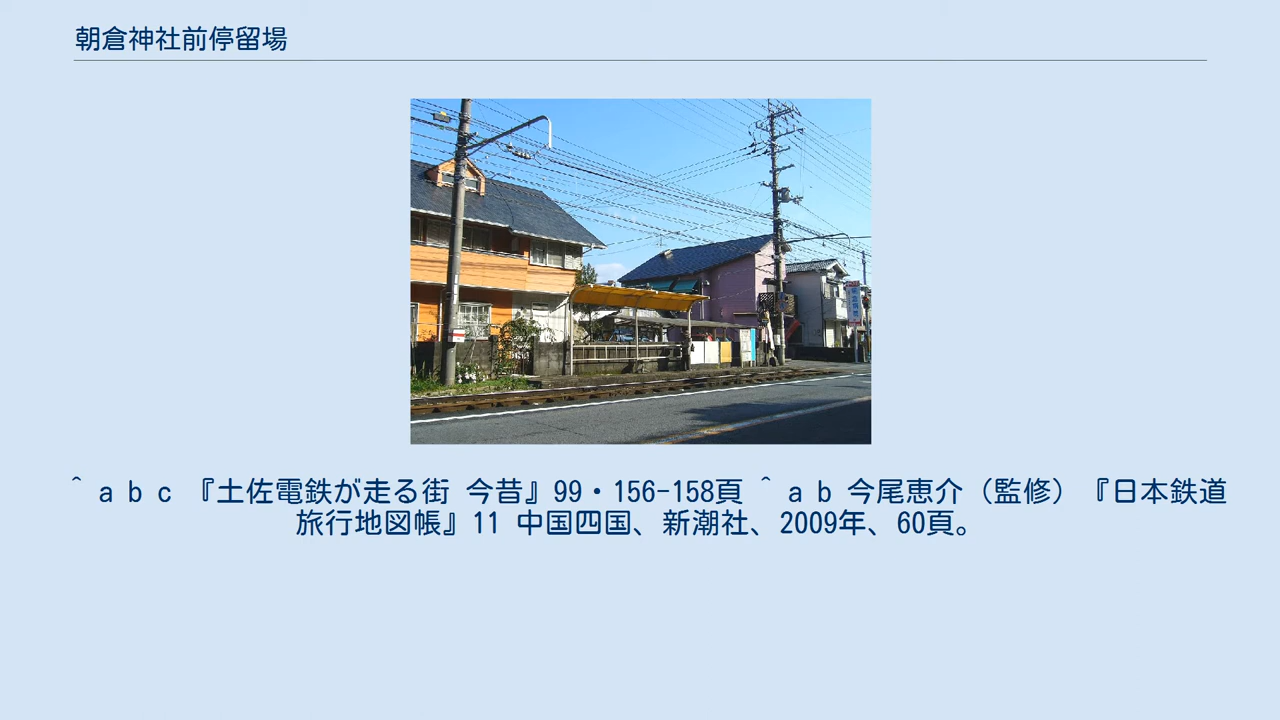 朝倉神社前停留場
^ a b c 『土佐電鉄が走る街 今昔』99・156-158頁 ^ a b 今尾恵介（監修）『日本鉄道
旅行地図帳』11 中国四国、新潮社、2009年、60頁。